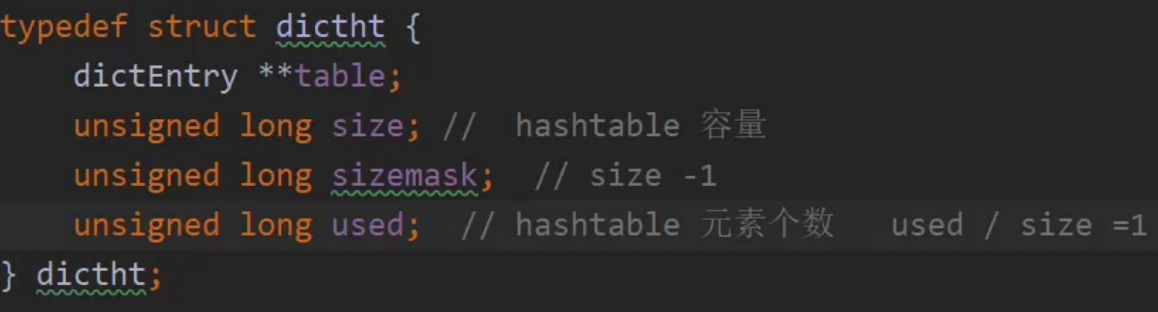 typedef struct dictht {
    dictEntry **table;
    unsigned long size; //  hashtable 容量
    unsigned long sizemask;  // size -1
    unsigned long used;  // hashtable 元素个数   used / size =1
} dictht;